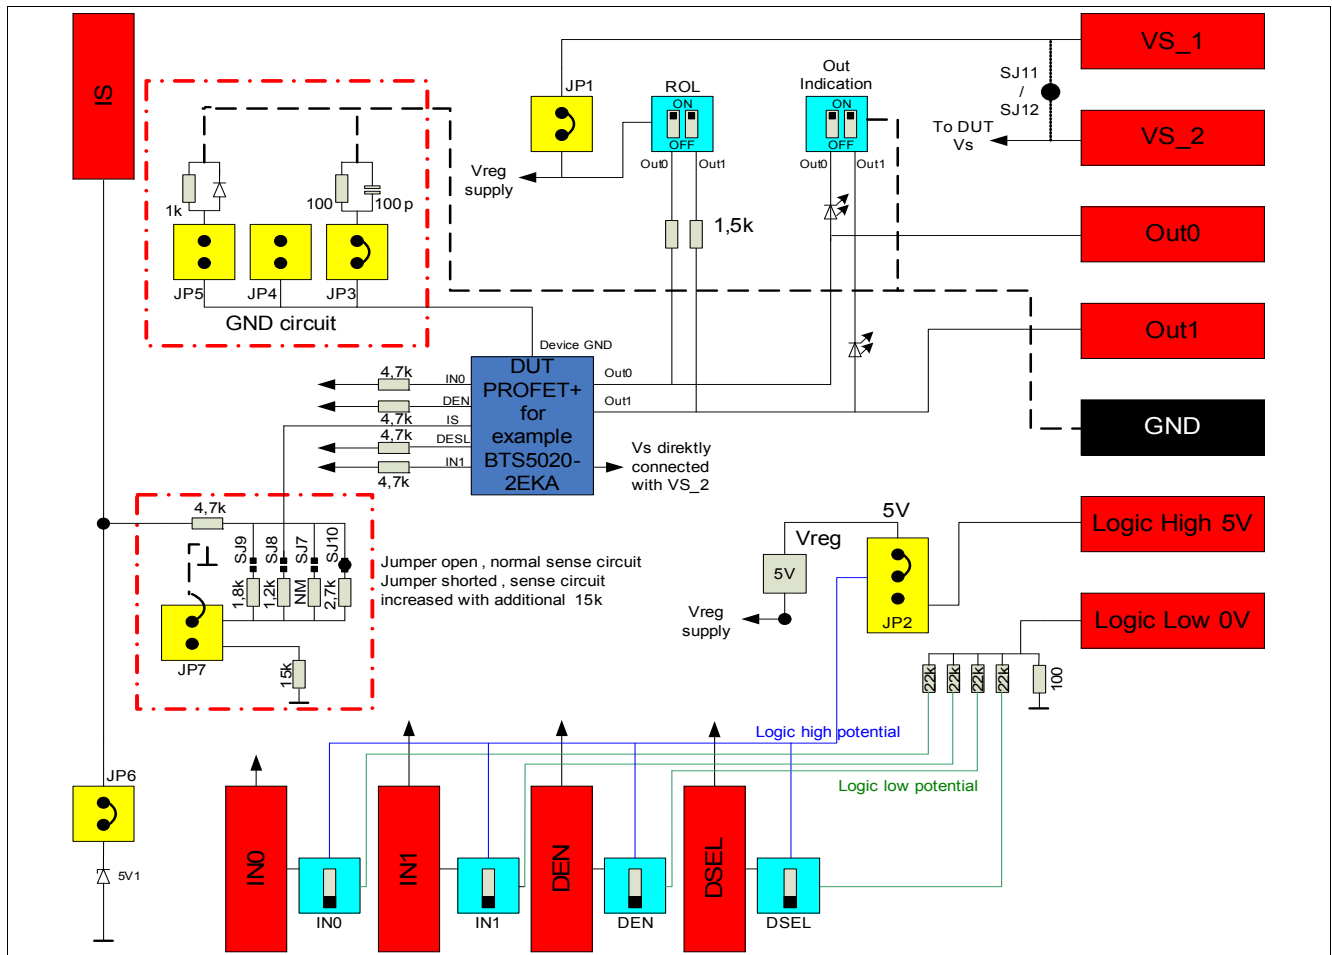 IS
VS_1
SJ11
/
SJ12
VS_2
To DUT
Vs
JP1
ROL
ON
OFF
Out0
Out1
Out
Indication
ON
OFF
Out0
Out1
Vreg
supply
1k
100
100p
JP5
JP4
JP3
GND circuit
1,5k
Out0
Out1
GND
Device GND
DUT
PROFET+
for
example
BTS5020-
2EKA
4,7k
IN0
DEN
4,7k
IS
4,7k
DESL
IN1
4,7k
Out0
Out1
Vs direktly
connected
with VS_2
4,7k
SJ9
SJ8
SJ7
SJ10
1,8k
1,2k
NM
2,7k
JP7
15k
Jumper open , normal sense circuit
Jumper shorted , sense circuit
increased with additional 15k
5V
Vreg
5V
JP2
Vreg
supply
Logic High 5V
Logic Low 0V
22k
22k
22k
22k
100
Logic high potential
Logic low potential
JP6
5V1
IN0
IN0
IN1
IN1
DEN
DEN
DSEL
DSEL